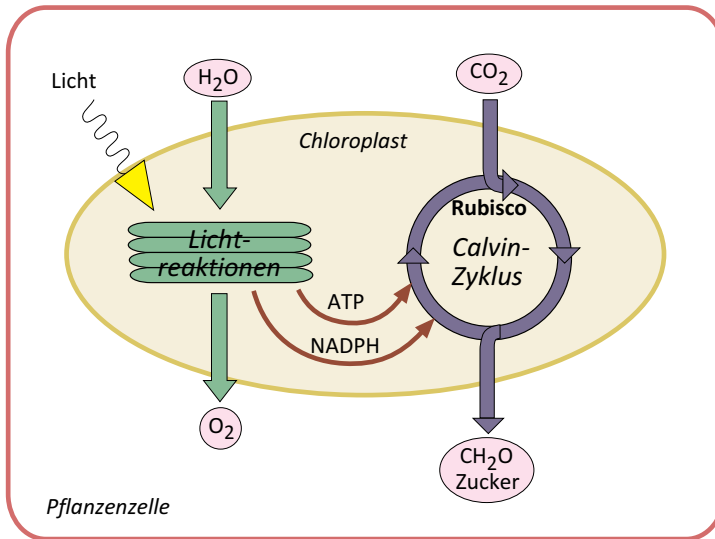 Licht
H₂O
CO₂
Chloroplast
Rubisco
Licht-
reaktionen
Calvin-
Zyklus
ATP
NADPH
O₂
CH₂O
Zucker
Pflanzenzelle